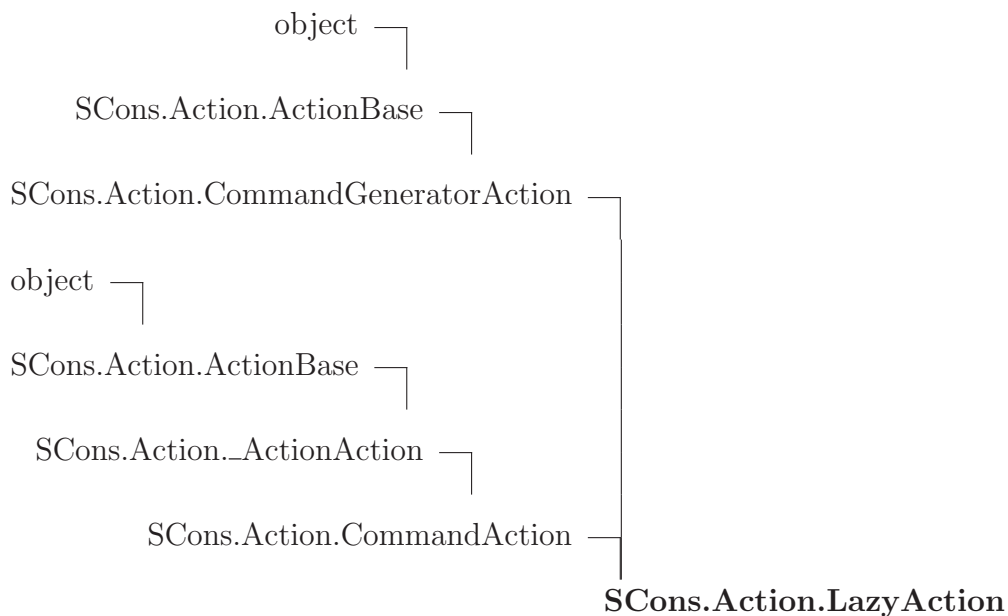 object
SCons.Action.ActionBase
SCons.Action.CommandGeneratorAction
object
SCons.Action.ActionBase
SCons.Action._ActionAction
SCons.Action.CommandAction
SCons.Action.LazyAction